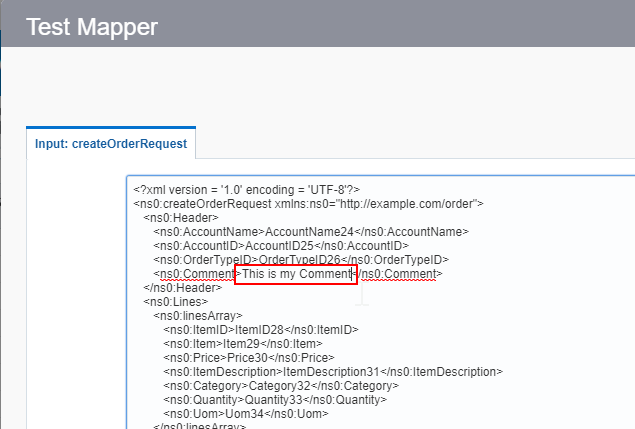 Test Mapper
Input: createOrderRequest
<?xml version = '1.0' encoding = 'UTF-8'?>
<ns0:createOrderRequest xmlns:ns0="http://example.com/order">
<ns0:Header>
<ns0:AccountName>AccountName24</ns0:AccountName>
<ns0:AccountID>AccountID25</ns0:AccountID>
<ns0:OrderTypeID>OrderTypeID26</ns0:OrderTypeID>
<ns0:Comment>This is my Comment</ns0:Comment>
</ns0:Header>
<ns0:Lines>
<ns0:linesArray>
<ns0:ItemID>ItemID28</ns0:ItemID>
<ns0:Item>Item29</ns0:Item>
<ns0:Price>Price30</ns0:Price>
<ns0:ItemDescription>ItemDescription31</ns0:ItemDescription>
<ns0:Category>Category32</ns0:Category>
<ns0:Quantity>Quantity33</ns0:Quantity>
<ns0:Uom>Uom34</ns0:Uom>
</ns0:linesArray>